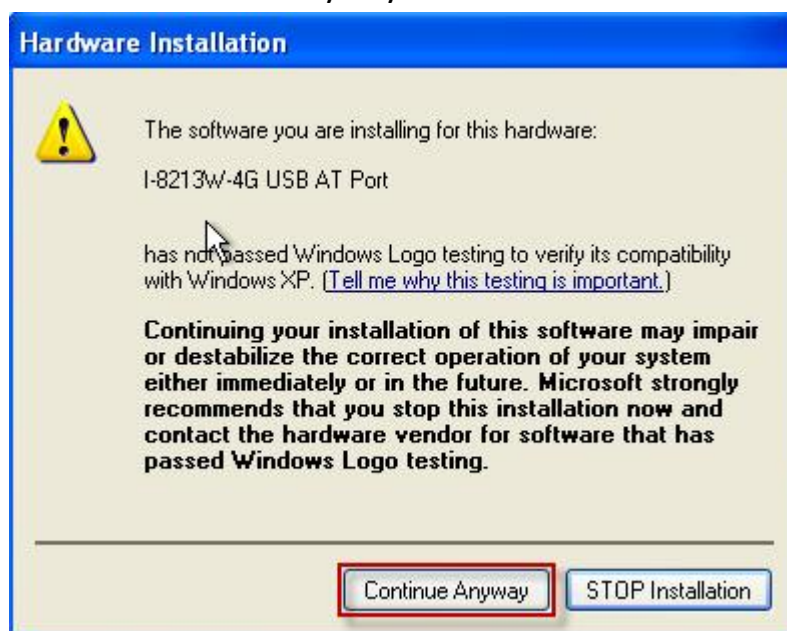 Hardware Installation
The software you are installing for this hardware:
I-8213W-4G USB AT Port
has not passed Windows Logo testing to verify its compatibility
with Windows XP. (Tell me why this testing is important.)
Continuing your installation of this software may impair
or destabilize the correct operation of your system
either immediately or in the future. Microsoft strongly
recommends that you stop this installation now and
contact the hardware vendor for software that has
passed Windows Logo testing.
Continue Anyway
STOP Installation